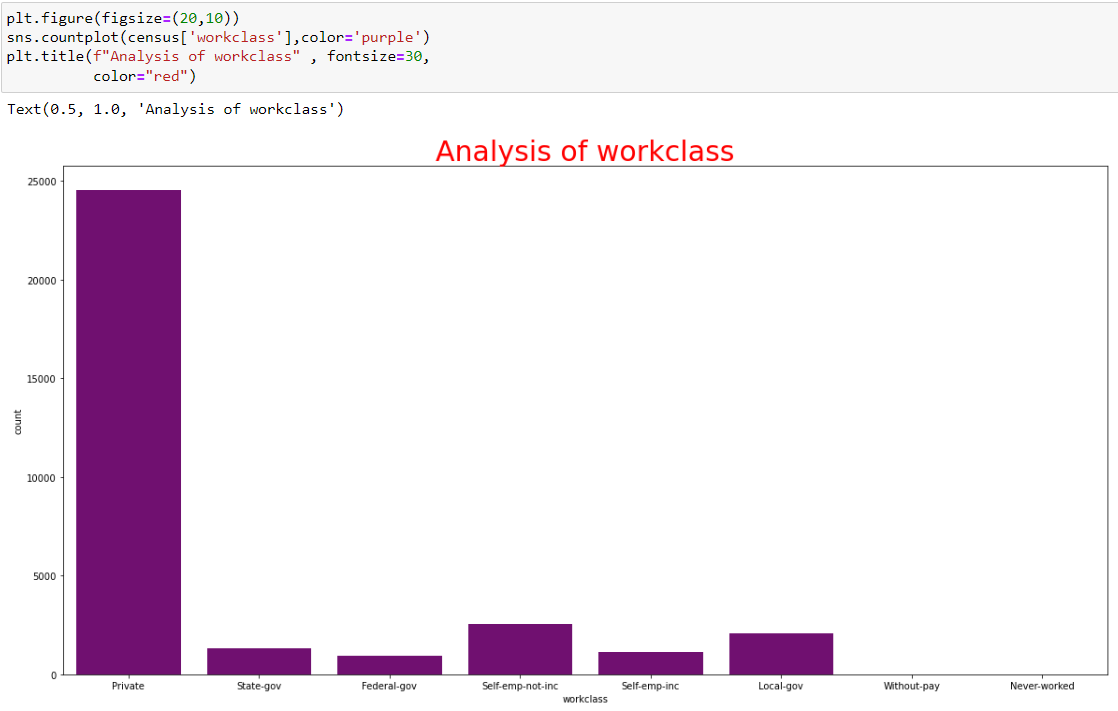 plt.figure(figsize=(20,10))
sns.countplot(census['workclass'],color='purple')
plt.title(f"Analysis of workclass" , fontsize=30,
          color="red")
Text(0.5, 1.0, 'Analysis of workclass')
Analysis of workclass
25000
20000
15000
10000
5000
0
count
Private State-gov Federal-gov Self-emp-not-inc Self-emp-inc Local-gov Without-pay Never-worked
workclass